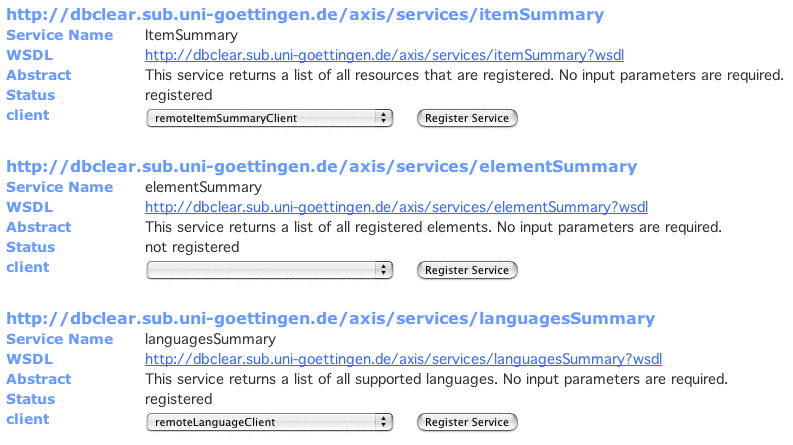 http://dbclear.sub.uni-goettingen.de/axis/services/itemSummary
Service Name ItemSummary
WSDL http://dbclear.sub.uni-goettingen.de/axis/services/itemSummary?wsdl
Abstract This service returns a list of all resources that are registered. No input parameters are required.
Status registered
client remoteItemSummaryClient Register Service
http://dbclear.sub.uni-goettingen.de/axis/services/elementSummary
Service Name elementSummary
WSDL http://dbclear.sub.uni-goettingen.de/axis/services/elementSummary?wsdl
Abstract This service returns a list of all registered elements. No input parameters are required.
Status not registered
client Register Service
http://dbclear.sub.uni-goettingen.de/axis/services/languagesSummary
Service Name languagesSummary
WSDL http://dbclear.sub.uni-goettingen.de/axis/services/languagesSummary?wsdl
Abstract This service returns a list of all supported languages. No input parameters are required.
Status registered
client remoteLanguageClient Register Service